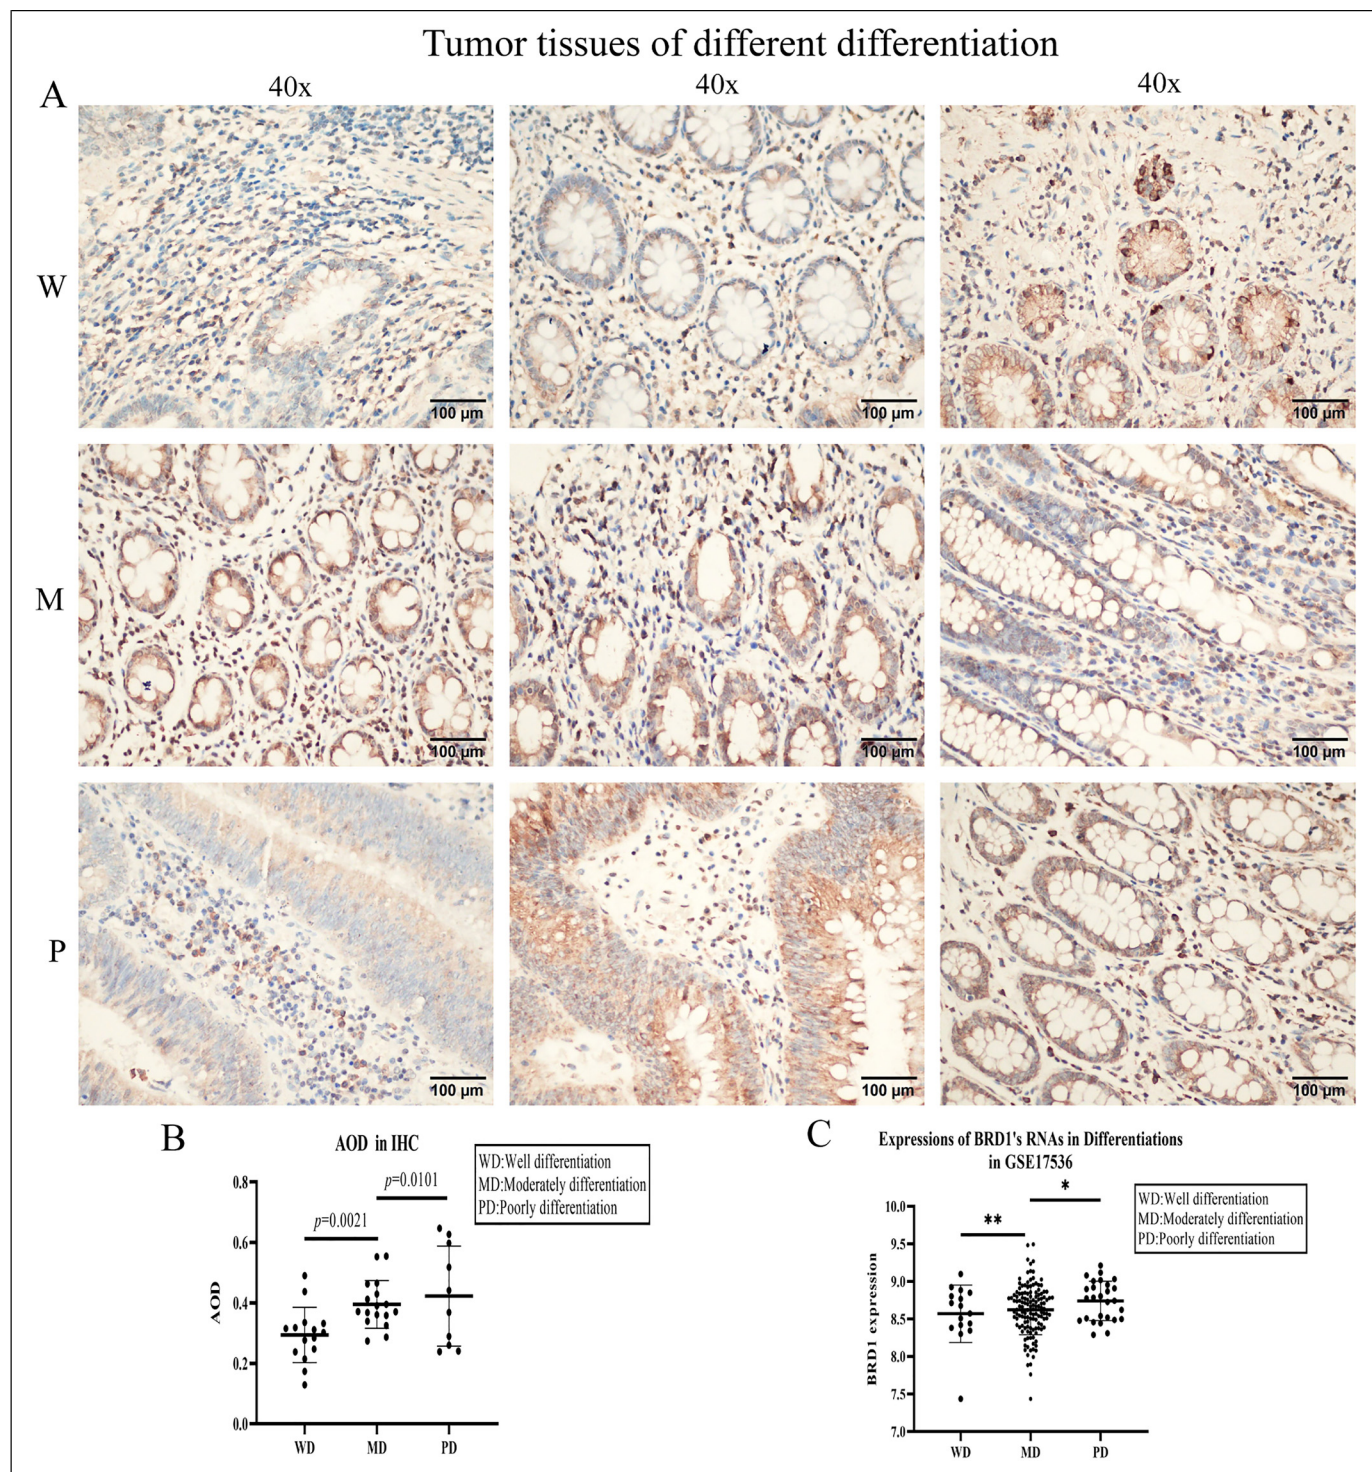 Tumor tissues of different differentiation
A
40x
40x
40x
W
100 µm
100 µm
100 µm
M
100 µm
100 µm
100 µm
P
100 µm
100 µm
100 µm
B
AOD in IHC
WD:Well differentiation
MD:Moderately differentiation
PD:Poorly differentiation
p=0.0101
p=0.0021
0.8
0.6
0.4
0.2
0.0
AOD
WD
MD
PD
C
Expressions of BRD1's RNAs in Differentiations
in GSE17536
WD:Well differentiation
MD:Moderately differentiation
PD:Poorly differentiation
*
**
10.0
9.5
9.0
8.5
8.0
7.5
7.0
BRD1 expression
WD
MD
PD